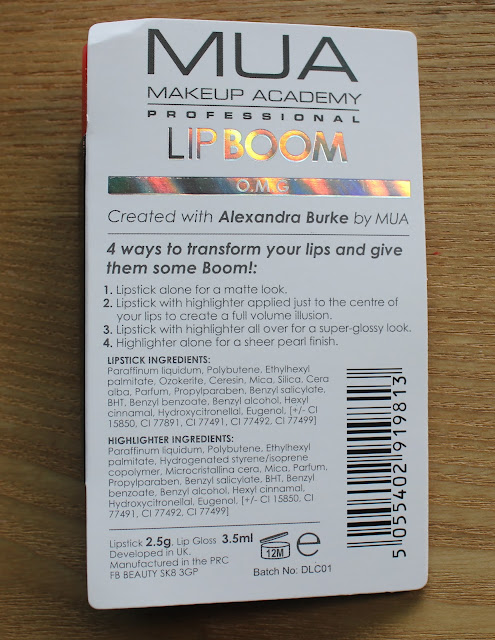 MUA
MAKEUP ACADEMY
PROFESSIONAL
LIP BOOM
O.M.G
Created with Alexandra Burke by MUA
4 ways to transform your lips and give
them some Boom!:
1. Lipstick alone for a matte look.
2. Lipstick with highlighter applied just to the centre of
your lips to create a full volume illusion.
3. Lipstick with highlighter all over for a super-glossy look.
4. Highlighter alone for a sheer pearl finish.
LIPSTICK INGREDIENTS:
Paraffinum liquidum, Polybutene, Ethylhexyl
palmitate, Ozokerite, Ceresin, Mica, Silica, Cera
alba, Parfum, Propylparaben, Benzyl salicylate,
BHT, Benzyl benzoate, Benzyl alcohol, Hexyl
cinnamal, Hydroxycitronellal, Eugenol, [+/- CI
15850, CI 77891, CI 77491, CI 77492, CI 77499]
HIGHLIGHTER INGREDIENTS:
Paraffinum liquidum, Polybutene, Ethylhexyl
palmitate, Hydrogenated styrene/isoprene
copolymer, Microcristallina cera, Mica, Parfum,
Propylparaben, Benzyl salicylate, BHT, Benzyl
benzoate, Benzyl alcohol, Hexyl cinnamal,
Hydroxycitronellal, Eugenol, [+/- CI 15850, CI
77491, CI 77492, CI 77499]
Lipstick 2.5g, Lip Gloss 3.5ml
Developed in UK.
Manufactured in the PRC
FB BEAUTY SK8 3GP
12M
e
Batch No: DLC01
5 055402 919813